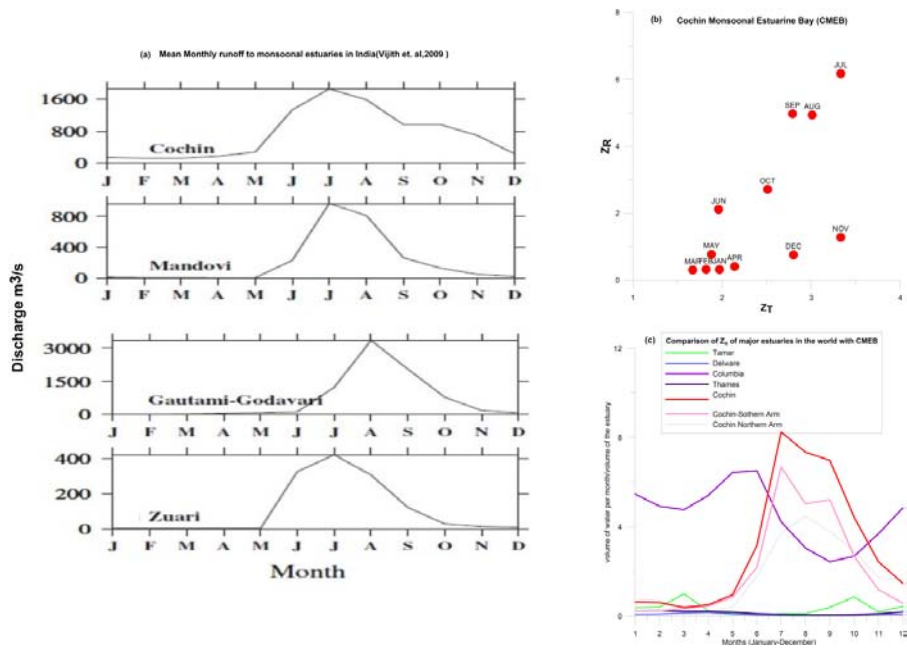 (a) Mean Monthly runoff to monsoonal estuaries in India(Vijith et. al,2009 )
Discharge m3/s
1600
800
0
Cochin
J F M A M J J A S O N D
800
400
0
Mandovi
J F M A M J J A S O N D
3000
1500
0
Gautami-Godavari
J F M A M J J A S O N D
400
200
0
Zuari
J F M A M J J A S O N D
Month
(b) Cochin Monsoonal Estuarine Bay (CMEB)
8
6
4
2
0
ZR
JUL
SEP AUG
OCT
JUN
NOV
MAY
DEC
MAR FEB JAN APR
1 2 3 4
ZT
(c) Comparison of ZR of major estuaries in the world with CMEB
Tamar
Delware
Columbia
Thames
Cochin
Cochin-Sothern Arm
Cochin Northern Arm
volume of water per month/volume of the estuary
12
8
4
0
1 2 3 4 5 6 7 8 9 10 11 12
Months (January-December)